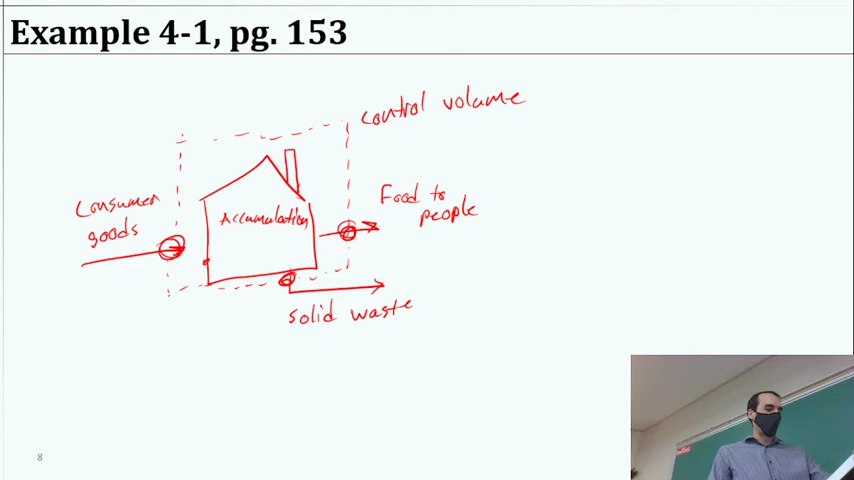 Example 4-1, pg. 153
control volume
Consumer
goods
Accumulation
Food to
people
solid waste
8